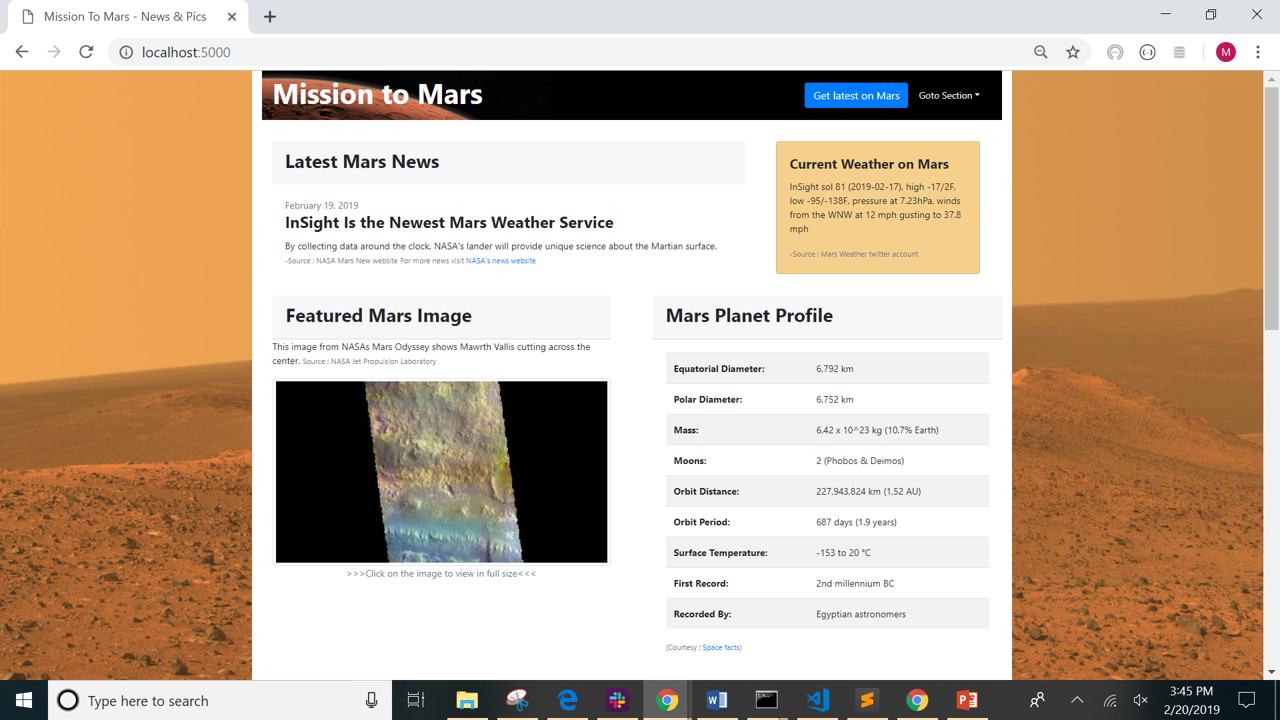 Mission To Mars - News & Pics
localhost:5000
M
Mission to Mars
Get latest on Mars
Goto Section
Latest Mars News
February 19, 2019
InSight Is the Newest Mars Weather Service
By collecting data around the clock, NASA's lander will provide unique science about the Martian surface.
-Source : NASA Mars New website For more news visit NASA's news website
Current Weather on Mars
InSight sol 81 (2019-02-17), high -17/2F,
low -95/-138F, pressure at 7.23hPa, winds
from the WNW at 12 mph gusting to 37.8
mph
-Source : Mars Weather twitter account
Featured Mars Image
This image from NASAs Mars Odyssey shows Mawrth Vallis cutting across the
center. Source : NASA Jet Propulsion Laboratory
>>>Click on the image to view in full size<<<
Mars Planet Profile
Equatorial Diameter: 6,792 km
Polar Diameter: 6,752 km
Mass: 6.42 x 10^23 kg (10.7% Earth)
Moons: 2 (Phobos & Deimos)
Orbit Distance: 227,943,824 km (1.52 AU)
Orbit Period: 687 days (1.9 years)
Surface Temperature: -153 to 20 °C
First Record: 2nd millennium BC
Recorded By: Egyptian astronomers
(Courtesy : Space facts)
Type here to search
3:45 PM
2/20/2019